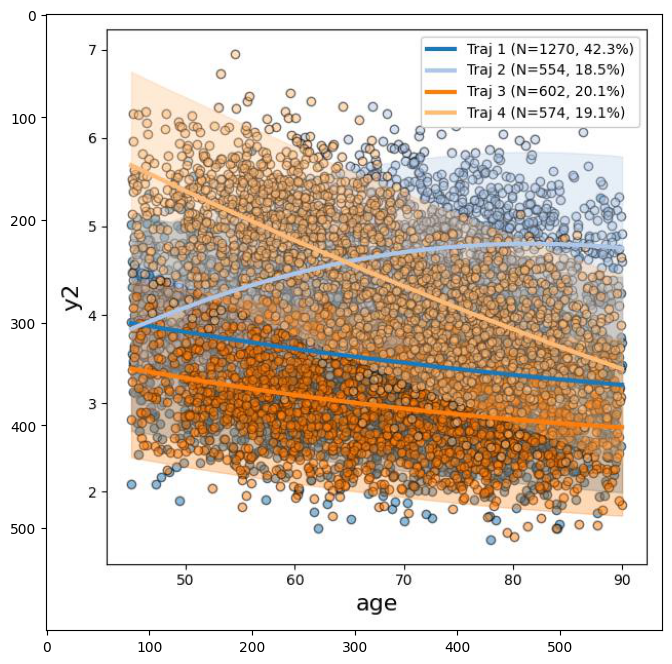 Traj 1 (N=1270, 42.3%)
Traj 2 (N=554, 18.5%)
Traj 3 (N=602, 20.1%)
Traj 4 (N=574, 19.1%)
0
100
200
300
400
500
7
6
5
4
3
2
y2
50 60 70 80 90
age
0 100 200 300 400 500